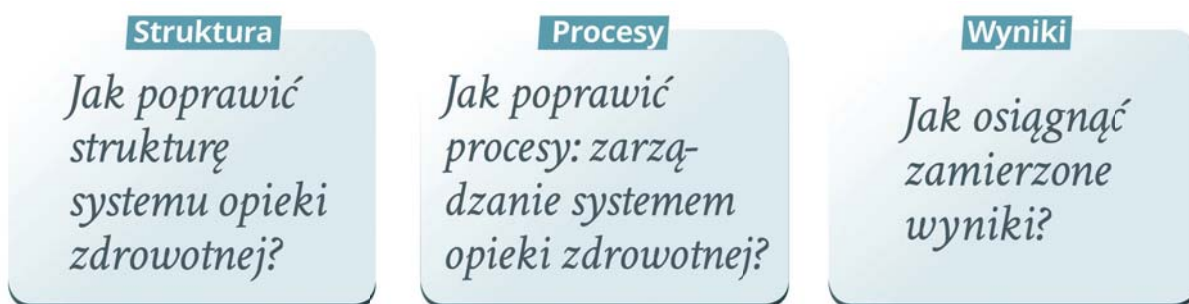 Struktura
Jak poprawić
strukturę
systemu opieki
zdrowotnej?
Procesy
Jak poprawić
procesy: zarzą-
dzanie systemem
opieki zdrowotnej?
Wyniki
Jak osiągnąć
zamierzone
wyniki?